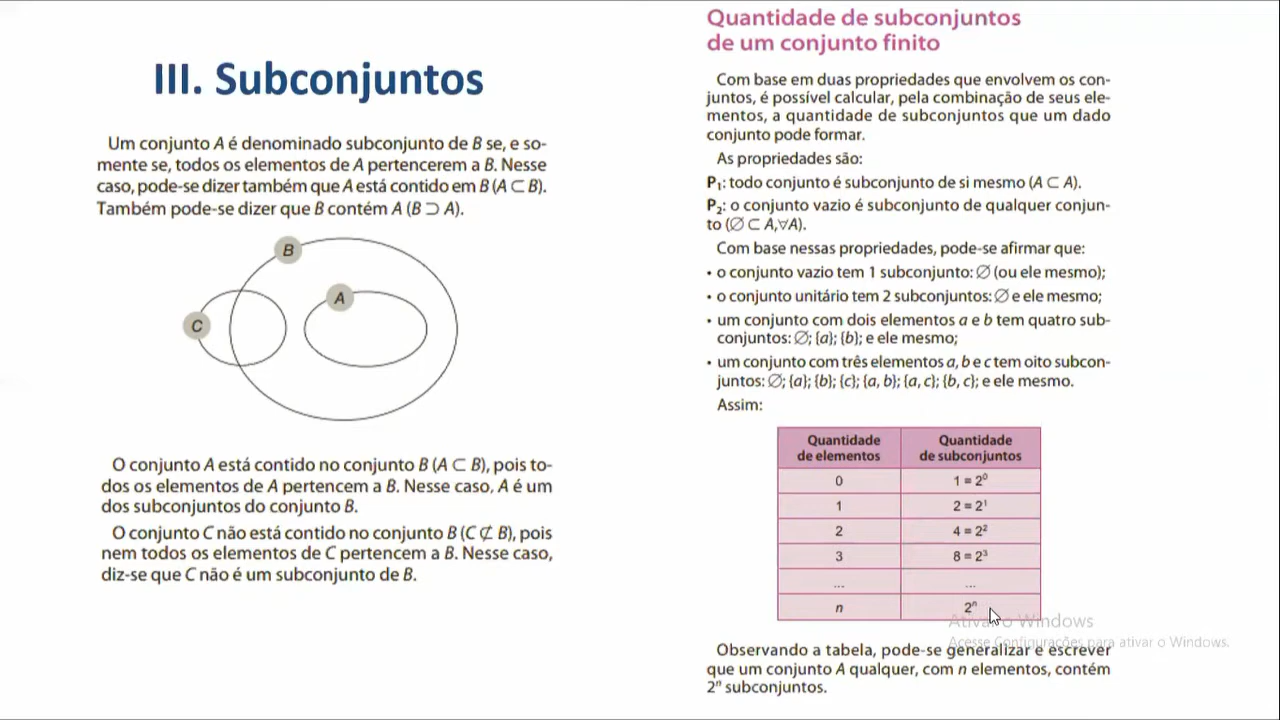 III. Subconjuntos
Um conjunto A é denominado subconjunto de B se, e so-
mente se, todos os elementos de A pertencerem a B. Nesse
caso, pode-se dizer também que A está contido em B (A ⊂ B).
Também pode-se dizer que B contém A (B ⊃ A).
B
A
C
O conjunto A está contido no conjunto B (A ⊂ B), pois to-
dos os elementos de A pertencem a B. Nesse caso, A é um
dos subconjuntos do conjunto B.
O conjunto C não está contido no conjunto B (C ⊄ B), pois
nem todos os elementos de C pertencem a B. Nesse caso,
diz-se que C não é um subconjunto de B.
Quantidade de subconjuntos
de um conjunto finito
Com base em duas propriedades que envolvem os con-
juntos, é possível calcular, pela combinação de seus ele-
mentos, a quantidade de subconjuntos que um dado
conjunto pode formar.
As propriedades são:
P₁: todo conjunto é subconjunto de si mesmo (A ⊂ A).
P₂: o conjunto vazio é subconjunto de qualquer conjun-
to (∅ ⊂ A,∀A).
Com base nessas propriedades, pode-se afirmar que:
• o conjunto vazio tem 1 subconjunto: ∅ (ou ele mesmo);
• o conjunto unitário tem 2 subconjuntos: ∅ e ele mesmo;
• um conjunto com dois elementos a e b tem quatro sub-
conjuntos: ∅; {a}; {b}; e ele mesmo;
• um conjunto com três elementos a, b e c tem oito subcon-
juntos: ∅; {a}; {b}; {c}; {a, b}; {a, c}; {b, c}; e ele mesmo.
Assim:
Quantidade de elementos Quantidade de subconjuntos
0 1 = 2⁰
1 2 = 2¹
2 4 = 2²
3 8 = 2³
... ...
n 2ⁿ
Ativar o Windows
Acesse Configurações para ativar o Windows.
Observando a tabela, pode-se generalizar e escrever
que um conjunto A qualquer, com n elementos, contém
2ⁿ subconjuntos.